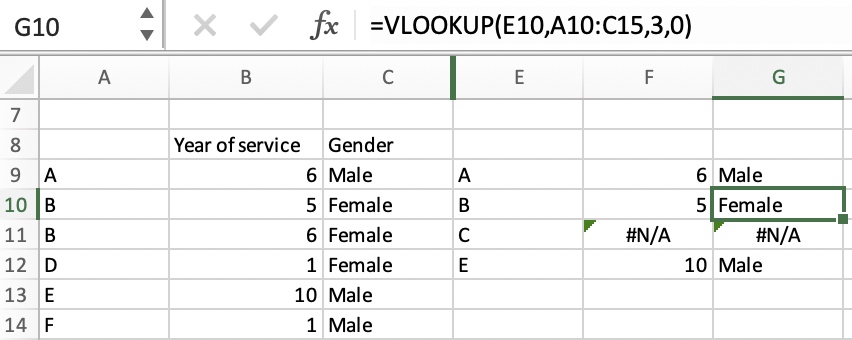 G10 fx =VLOOKUP(E10,A10:C15,3,0)
A B C E F G
7
8 Year of service Gender
9 A 6 Male A 6 Male
10 B 5 Female B 5 Female
11 B 6 Female C #N/A #N/A
12 D 1 Female E 10 Male
13 E 10 Male
14 F 1 Male